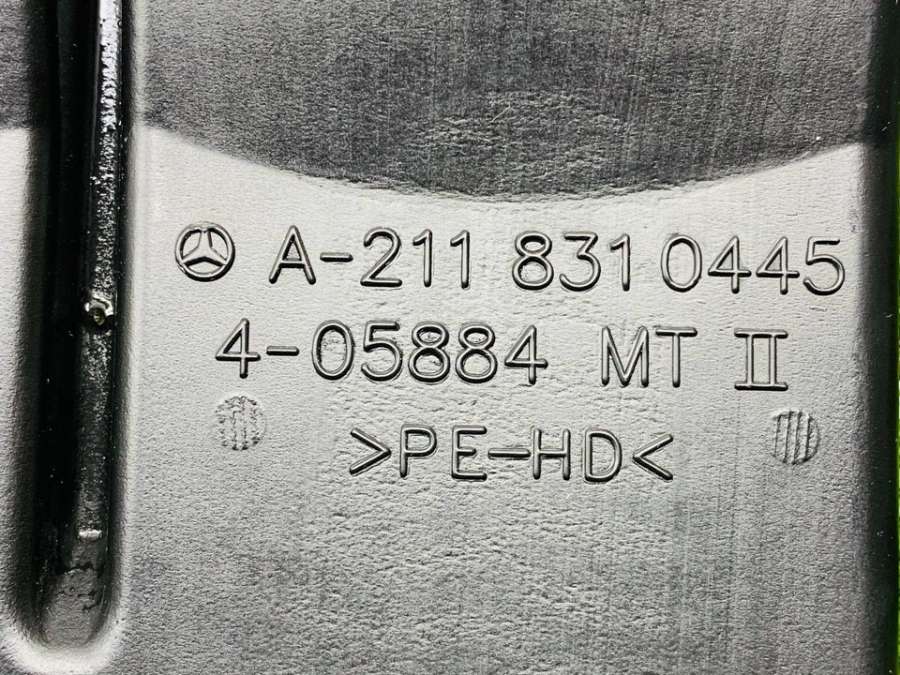 A-211 831 0445
4-05884 MT II
>PE-HD<